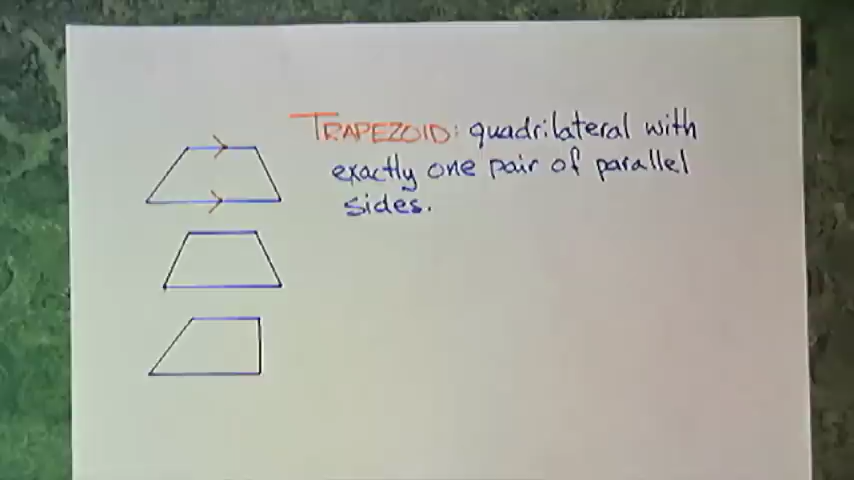 TRAPEZOID: quadrilateral with
exactly one pair of parallel
sides.